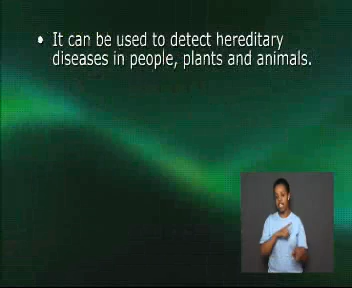 • It can be used to detect hereditary
diseases in people, plants and animals.